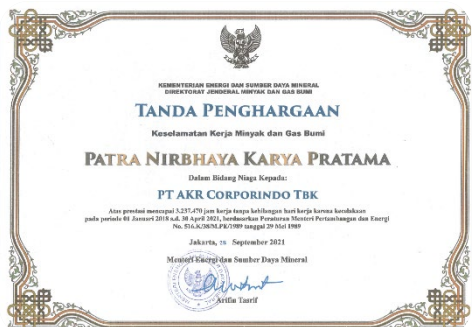 KEMENTERIAN ENERGI DAN SUMBER DAYA MINERAL
DIREKTORAT JENDERAL MINYAK DAN GAS BUMI
TANDA PENGHARGAAN
Keselamatan Kerja Minyak dan Gas Bumi
PATRA NIRBHAYA KARYA PRATAMA
Dalam Bidang Niaga Kepada:
PT AKR CORPORINDO TBK
Atas prestasi mencapai 3.237.470 jam kerja tanpa kehilangan hari kerja karena kecelakaan
pada periode 01 Januari 2018 s.d. 30 April 2021, berdasarkan Peraturan Menteri Pertambangan dan Energi
No. 516.K/38/M.PE/1989 tanggal 29 Mei 1989
Jakarta, 28 September 2021
Menteri Energi dan Sumber Daya Mineral
Arifin Tasrif